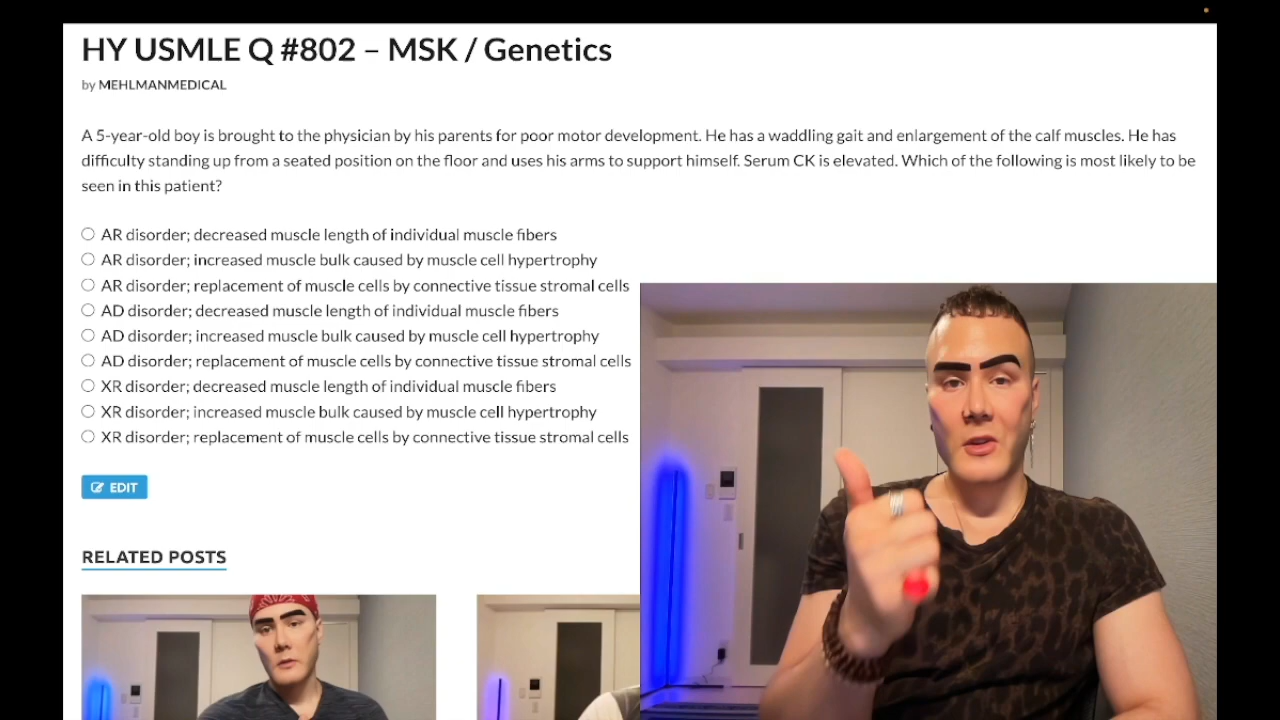 HY USMLE Q #802 – MSK / Genetics
by MEHLMANMEDICAL
A 5-year-old boy is brought to the physician by his parents for poor motor development. He has a waddling gait and enlargement of the calf muscles. He has
difficulty standing up from a seated position on the floor and uses his arms to support himself. Serum CK is elevated. Which of the following is most likely to be
seen in this patient?
AR disorder; decreased muscle length of individual muscle fibers
AR disorder; increased muscle bulk caused by muscle cell hypertrophy
AR disorder; replacement of muscle cells by connective tissue stromal cells
AD disorder; decreased muscle length of individual muscle fibers
AD disorder; increased muscle bulk caused by muscle cell hypertrophy
AD disorder; replacement of muscle cells by connective tissue stromal cells
XR disorder; decreased muscle length of individual muscle fibers
XR disorder; increased muscle bulk caused by muscle cell hypertrophy
XR disorder; replacement of muscle cells by connective tissue stromal cells
EDIT
RELATED POSTS